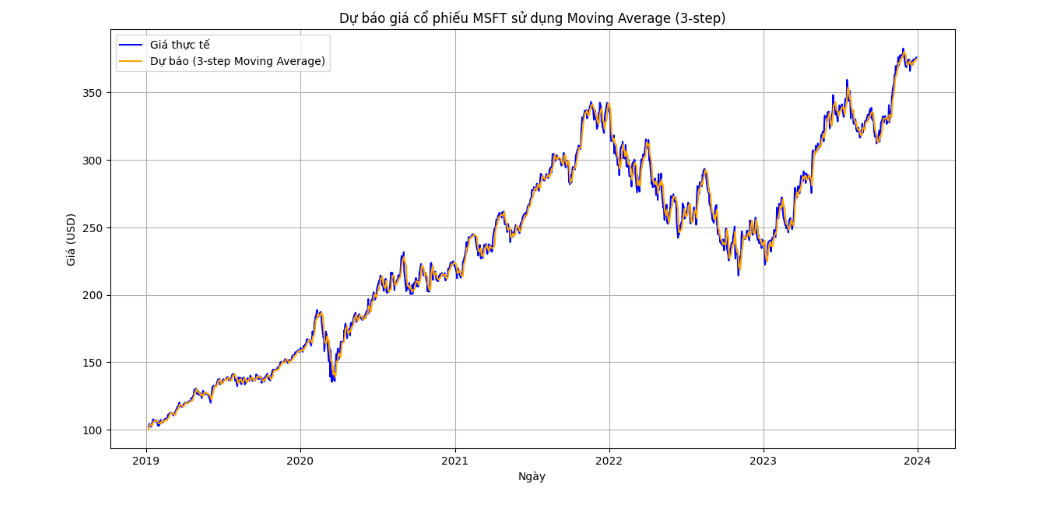 Dự báo giá cổ phiếu MSFT sử dụng Moving Average (3-step)
Giá thực tế
Dự báo (3-step Moving Average)
350
300
250
200
150
100
Giá (USD)
2019 2020 2021 2022 2023 2024
Ngày